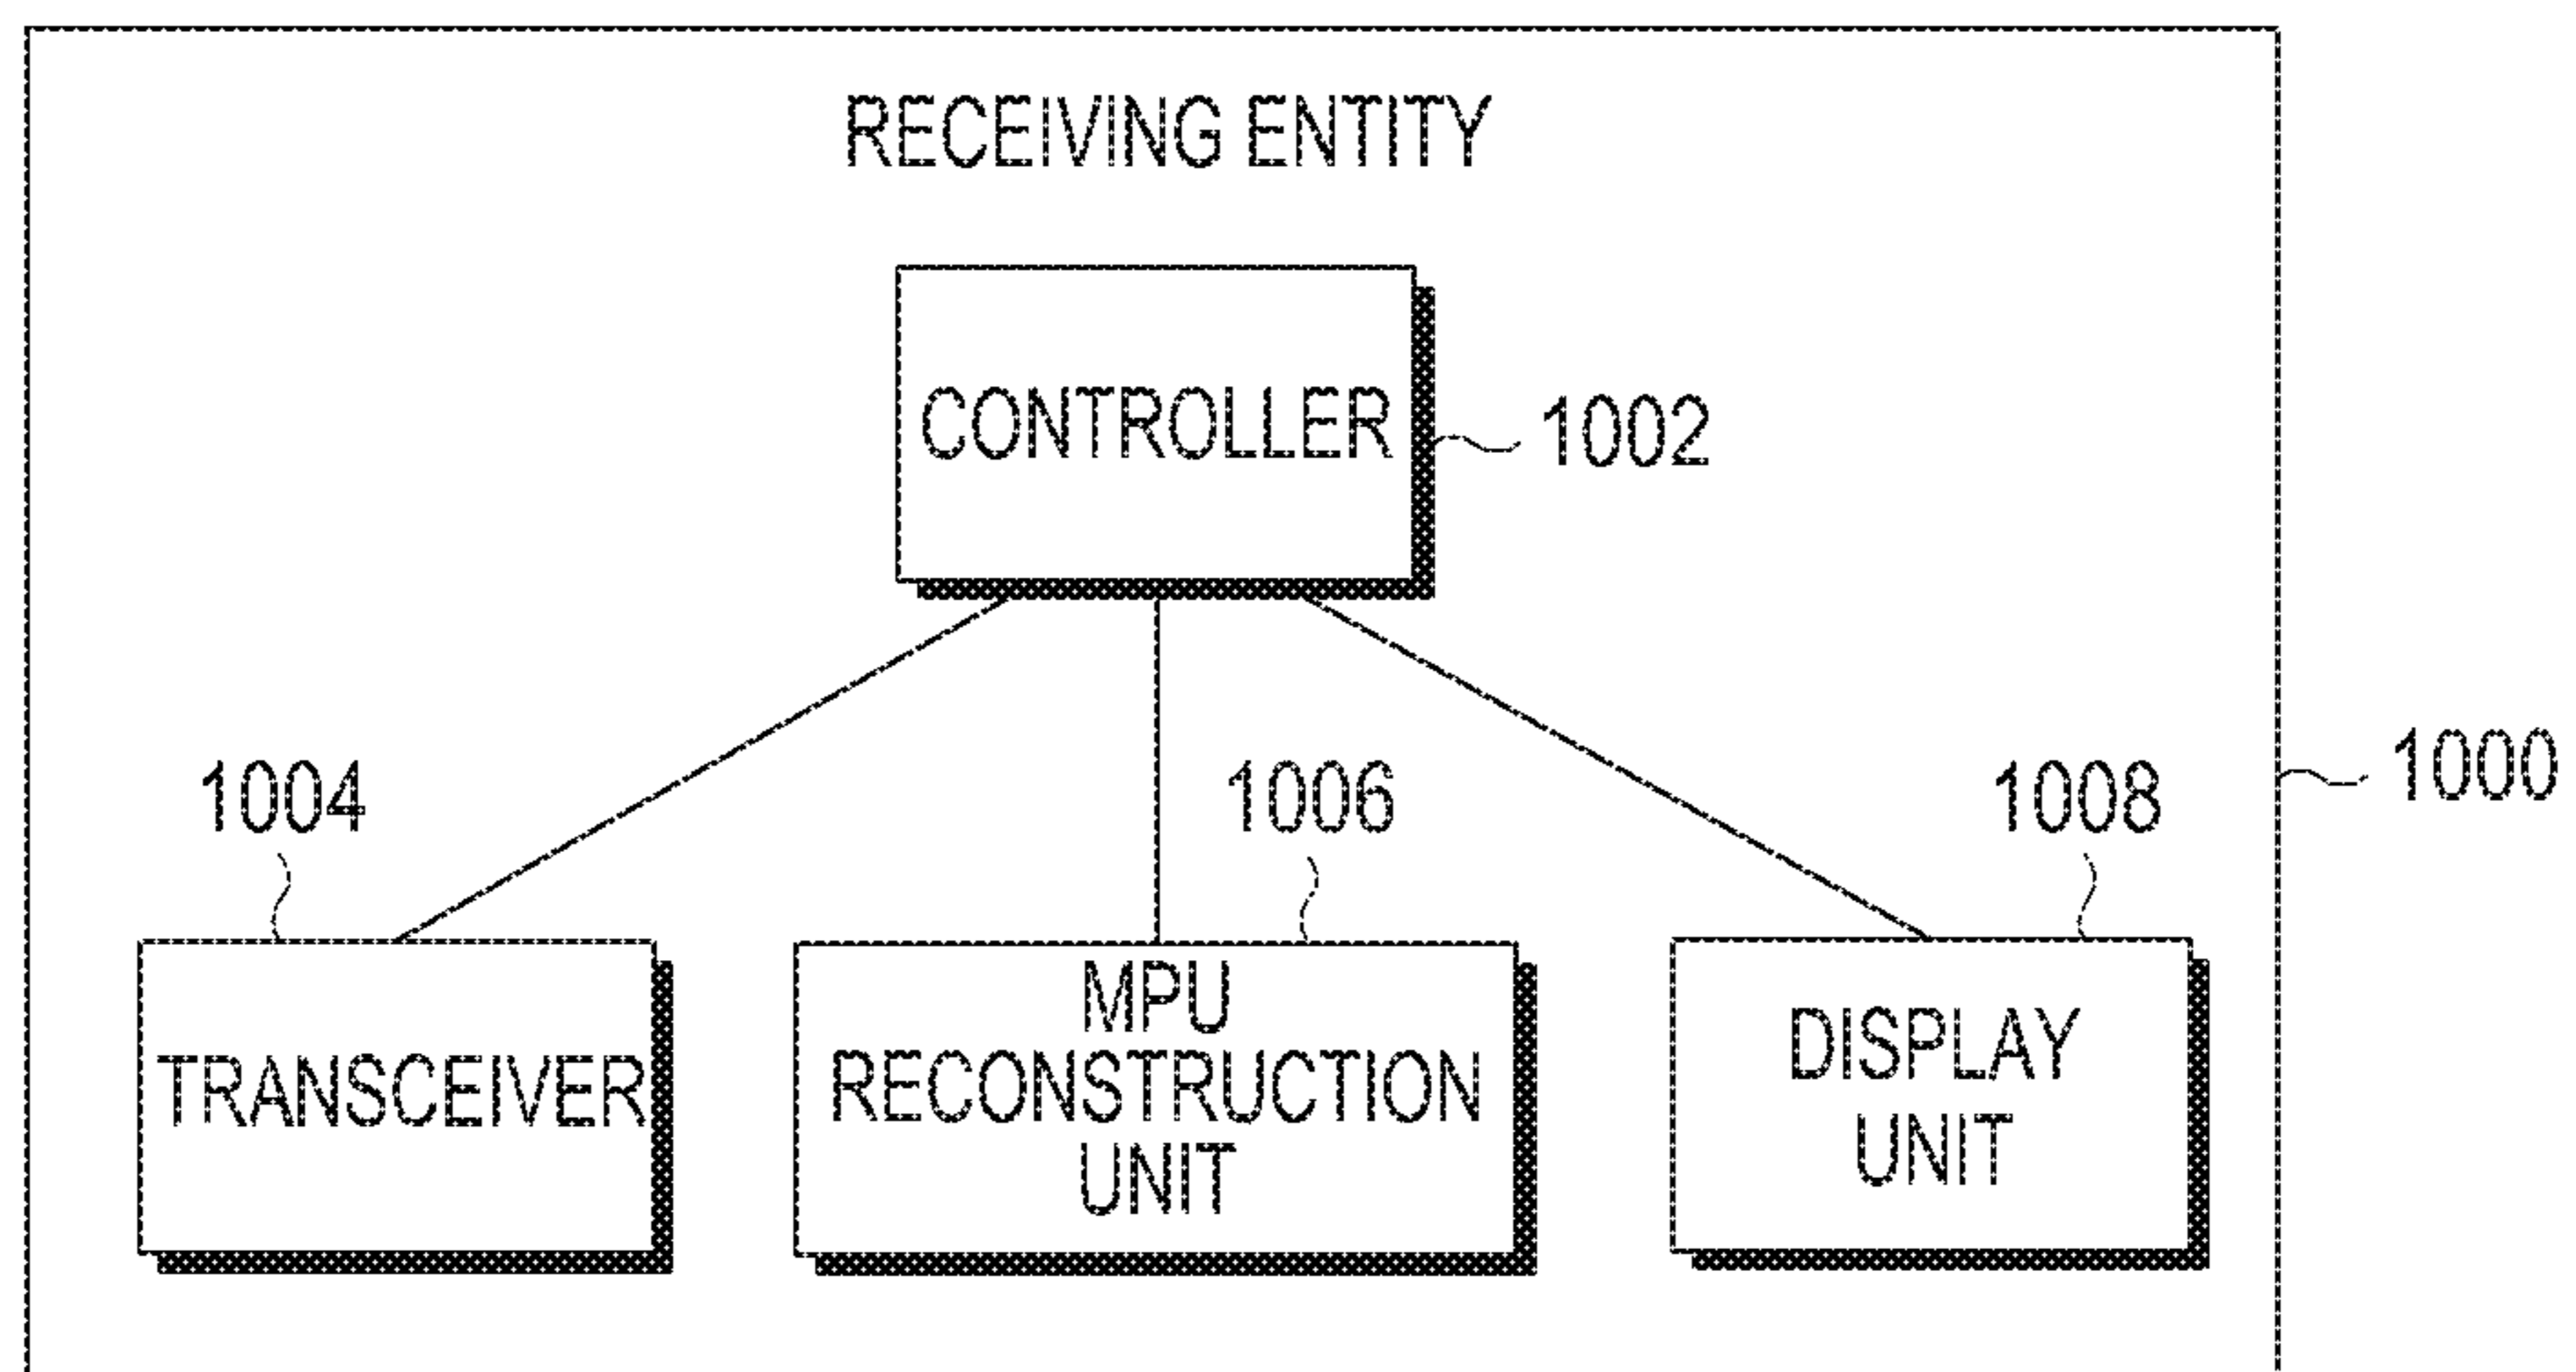 RECEIVING ENTITY
CONTROLLER
1002
1000
1004
1006
1008
TRANSCEIVER
MPU
RECONSTRUCTION
UNIT
DISPLAY
UNIT